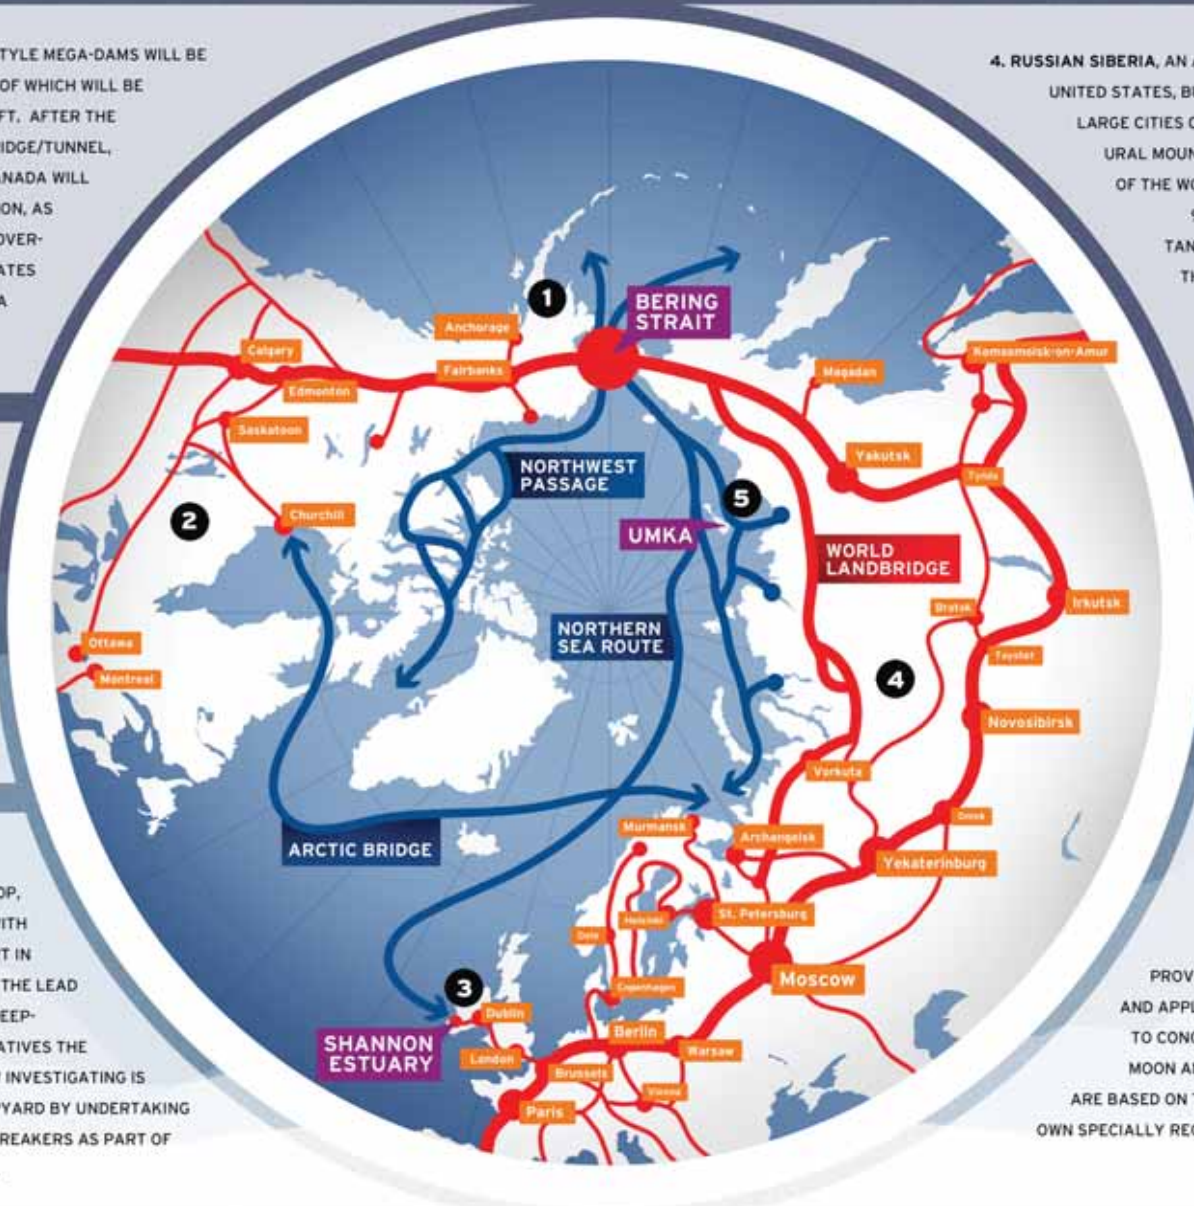 TYLE MEGA-DAMS WILL BE
OF WHICH WILL BE
FT. AFTER THE
IDGE/TUNNEL,
ANADA WILL
ON, AS
OVER-
ATES
A
4. RUSSIAN SIBERIA, AN A
UNITED STATES, BU
LARGE CITIES O
URAL MOUN
OF THE WO
TAN
TH
1
BERING
STRAIT
Anchorage
Fairbanks
Calgary
Edmonton
Saskatoon
Komsomolsk-on-Amur
Magadan
Yakutsk
Tynda
NORTHWEST
PASSAGE
5
2
Churchill
UMKA
WORLD
LANDBRIDGE
Bratsk
Irkutsk
NORTHERN
SEA ROUTE
Ottawa
Montreal
Tayshet
4
Novosibirsk
Vorkuta
Omsk
Murmansk
Archangelsk
ARCTIC BRIDGE
Yekaterinburg
Helsinki
St. Petersburg
Oslo
Moscow
3
Copenhagen
Dublin
SHANNON
ESTUARY
London
Berlin
Warsaw
Brussels
Vienna
Paris
OP,
ITH
T IN
THE LEAD
EEP-
ATIVES THE
INVESTIGATING IS
YARD BY UNDERTAKING
REAKERS AS PART OF
PROV
AND APPL
TO CONQ
MOON A
ARE BASED ON
OWN SPECIALLY REC